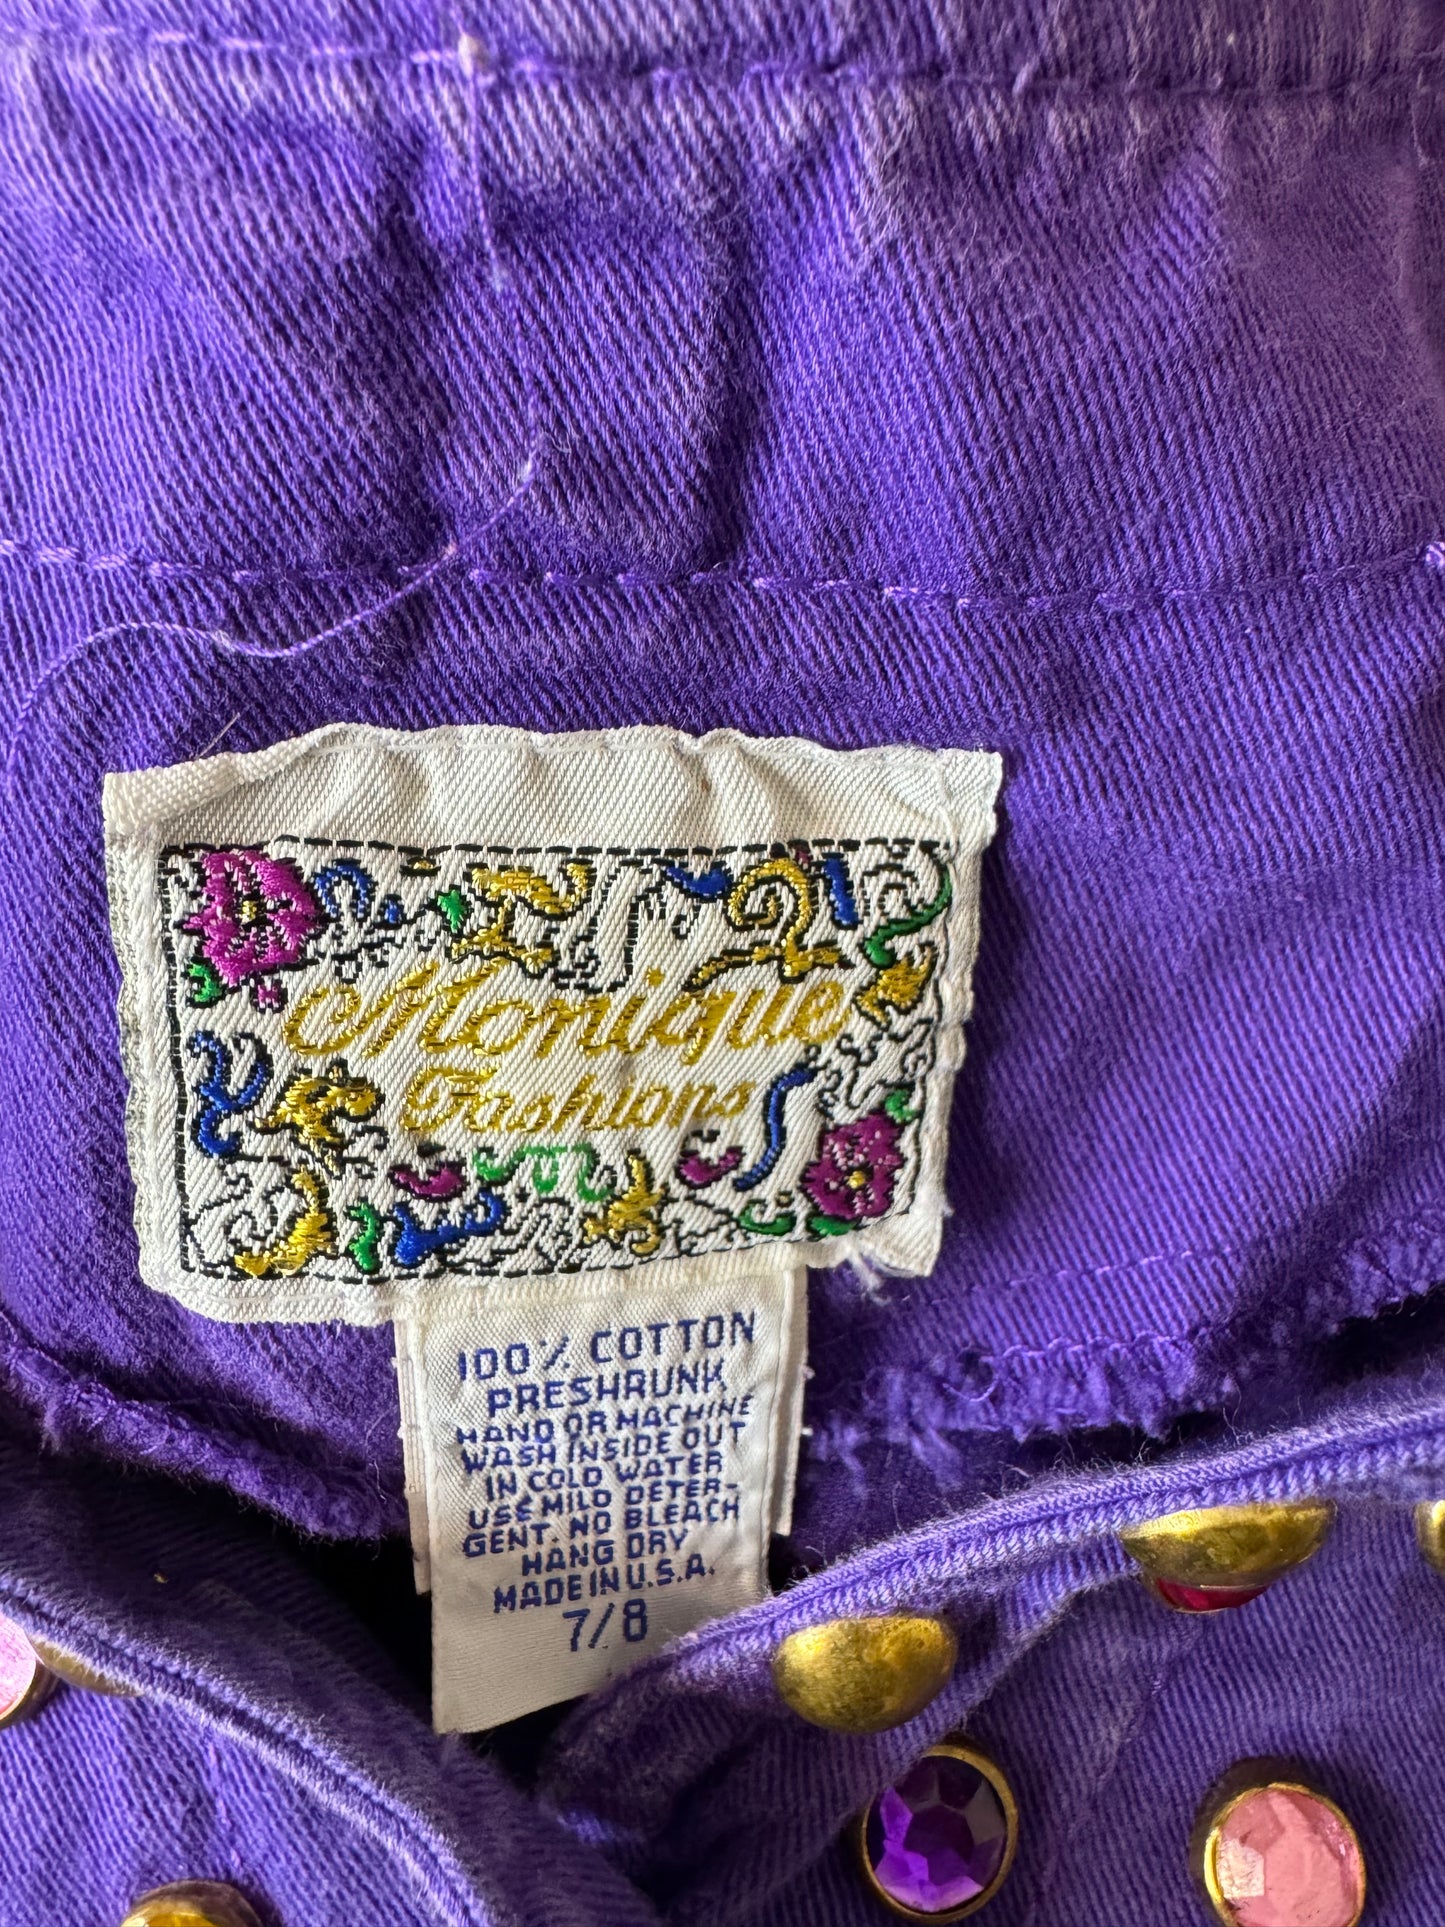 Monique
Fashions
100% COTTON
PRESHRUNK
HAND OR MACHINE
WASH INSIDE OUT
IN COLD WATER
USE MILD DETER-
GENT. NO BLEACH
HANG DRY
MADE IN U.S.A.
7/8